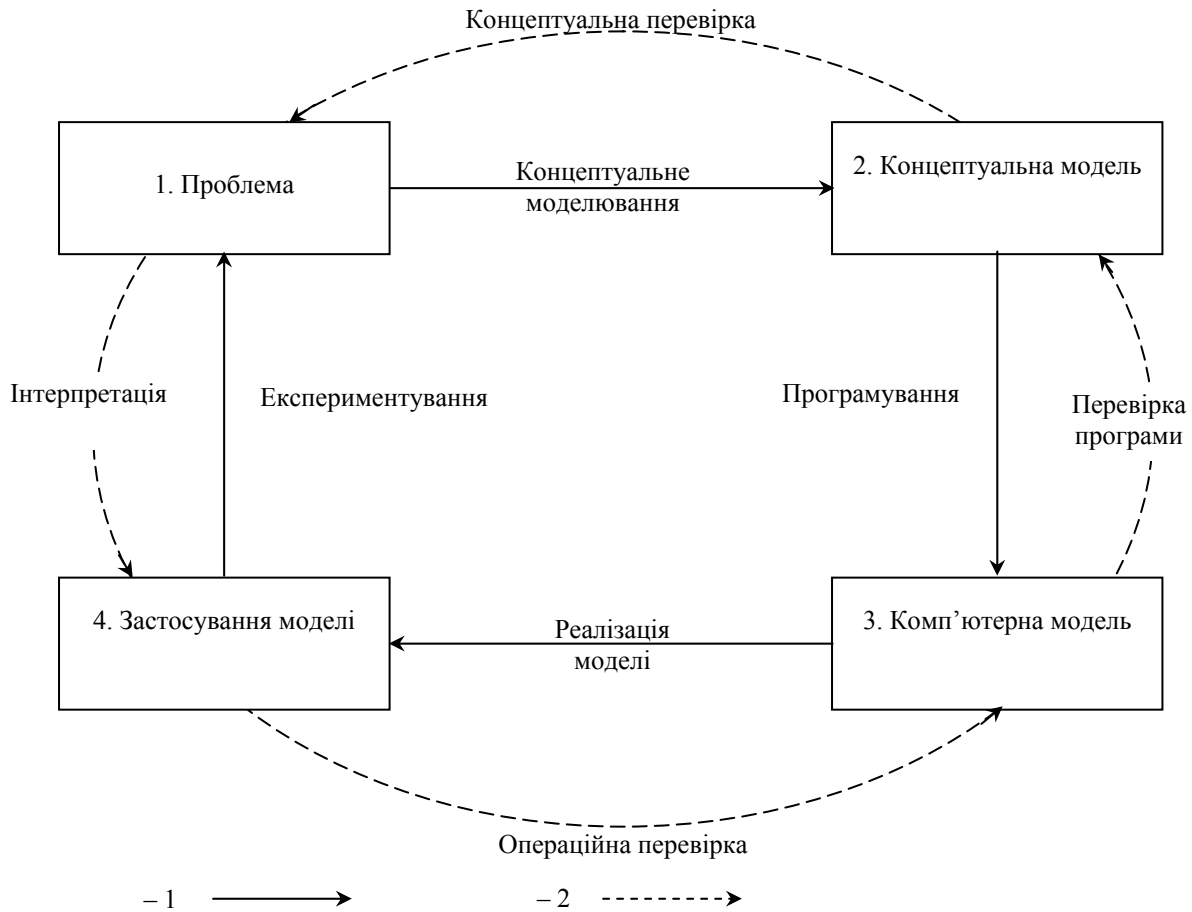 Концептуальна перевірка
1. Проблема
Концептуальне
моделювання
2. Концептуальна модель
Інтерпретація
Експериментування
Програмування
Перевірка
програми
4. Застосування моделі
Реалізація
моделі
3. Комп’ютерна модель
Операційна перевірка
– 1
– 2